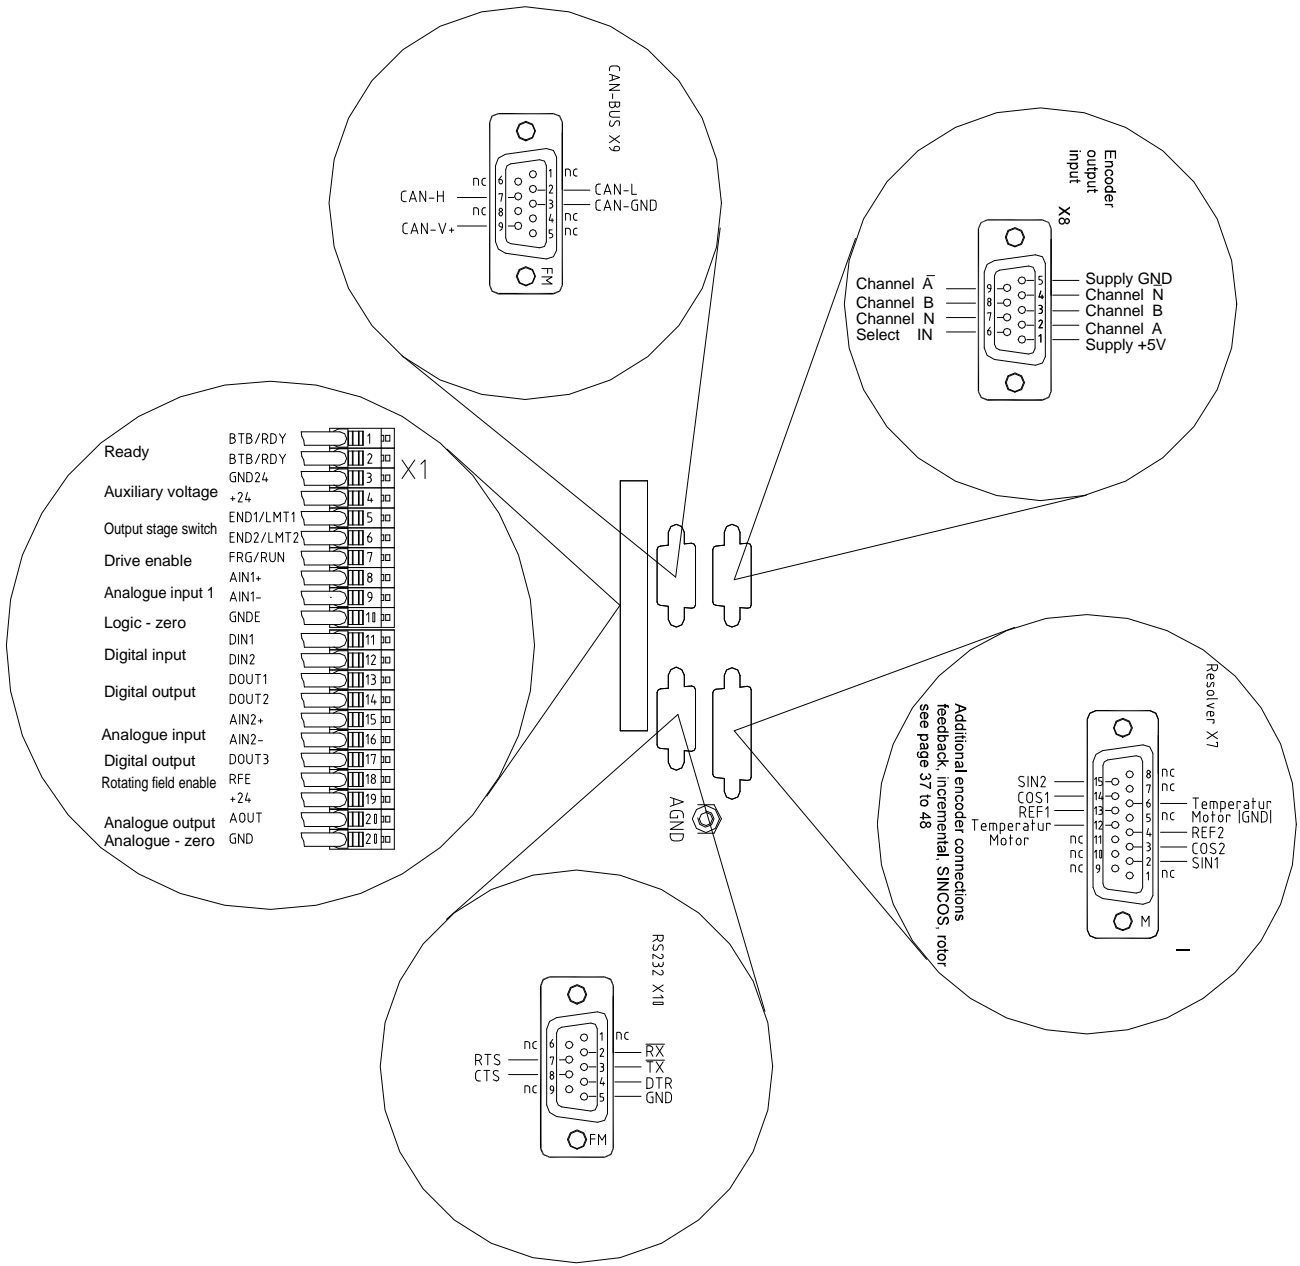 CAN-BUS X9
nc 6 1 nc
CAN-H 7 2 CAN-L
nc 8 3 CAN-GND
CAN-V+ 9 4 nc
5 nc
FM
Encoder
output
input
X8
Channel A̅ 9 5 Supply GND
Channel B 8 4 Channel N̅
Channel N 7 3 Channel B
Select IN 6 2 Channel A
1 Supply +5V
X1
Ready BTB/RDY 1
BTB/RDY 2
Auxiliary voltage GND24 3
+24 4
Output stage switch END1/LMT1 5
END2/LMT2 6
Drive enable FRG/RUN 7
Analogue input 1 AIN1+ 8
AIN1- 9
Logic - zero GNDE 10
Digital input DIN1 11
DIN2 12
Digital output DOUT1 13
DOUT2 14
Analogue input AIN2+ 15
AIN2- 16
Digital output DOUT3 17
Rotating field enable RFE 18
+24 19
Analogue output AOUT 20
Analogue - zero GND 20
AGND
Resolver X7
SIN2 15 8 nc
COS1 14 7 nc
REF1 13 6 Temperatur
Motor |GND|
Temperatur 12 5 nc
Motor
nc 11 4 REF2
nc 10 3 COS2
nc 9 2 SIN1
1 nc
M
Additional encoder connections
feedback, incremental, SINCOS, rotor
see page 37 to 48
RS232 X10
nc 6 1 nc
RTS 7 2 R̅X̅
CTS 8 3 T̅X̅
nc 9 4 DTR
5 GND
FM